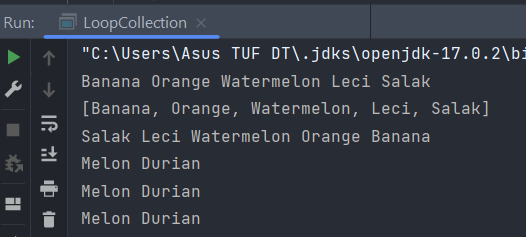 Run: LoopCollection
"C:\Users\Asus TUF DT\.jdks\openjdk-17.0.2\bi
Banana Orange Watermelon Leci Salak
[Banana, Orange, Watermelon, Leci, Salak]
Salak Leci Watermelon Orange Banana
Melon Durian
Melon Durian
Melon Durian